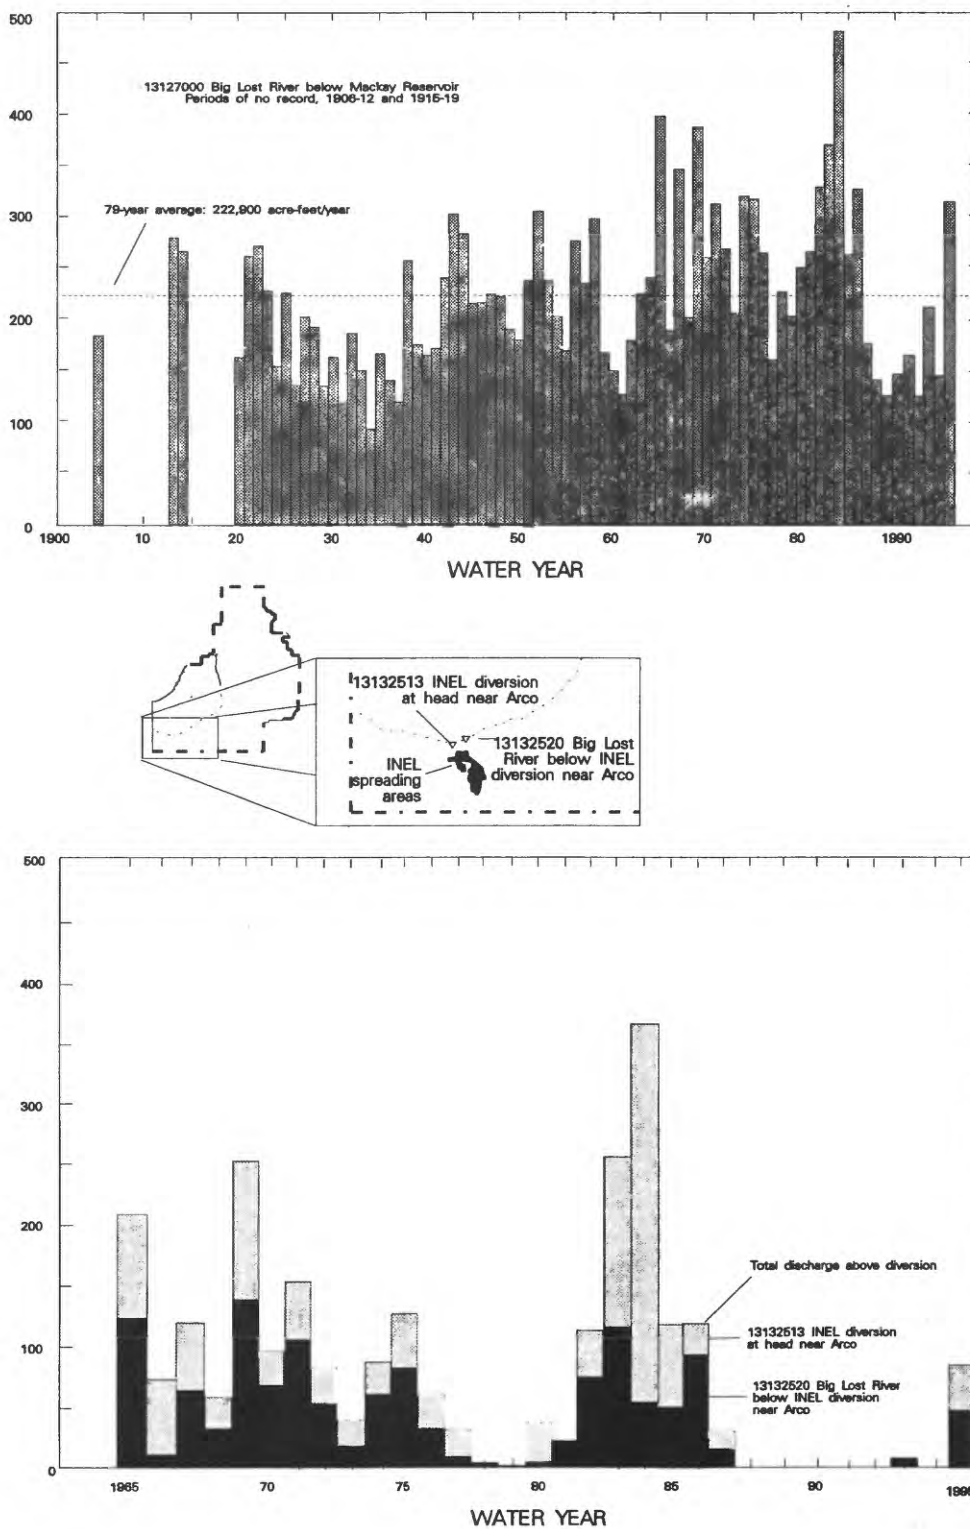 500
13127000 Big Lost River below Mackay Reservoir
Periods of no record, 1906-12 and 1915-19
400
79-year average: 222,900 acre-feet/year
300
200
100
0
1900 10 20 30 40 50 60 70 80 1990
WATER YEAR
13132513 INEL diversion
at head near Arco
13132520 Big Lost
River below INEL
diversion near Arco
INEL
spreading
areas
500
400
300
200
Total discharge above diversion
13132513 INEL diversion
at head near Arco
100
13132520 Big Lost River
below INEL diversion
near Arco
0
1965 70 75 80 85 90
WATER YEAR